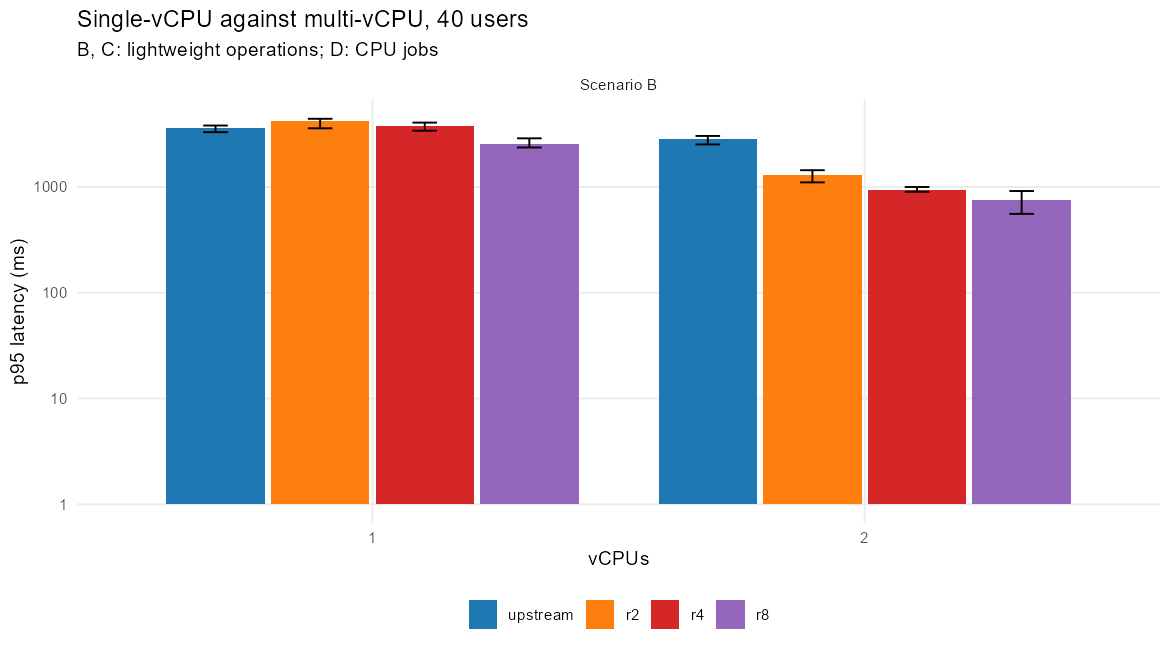 Single-vCPU against multi-vCPU, 40 users
B, C: lightweight operations; D: CPU jobs
Scenario B
p95 latency (ms)
1000
100
10
1
1
2
vCPUs
upstream
r2
r4
r8